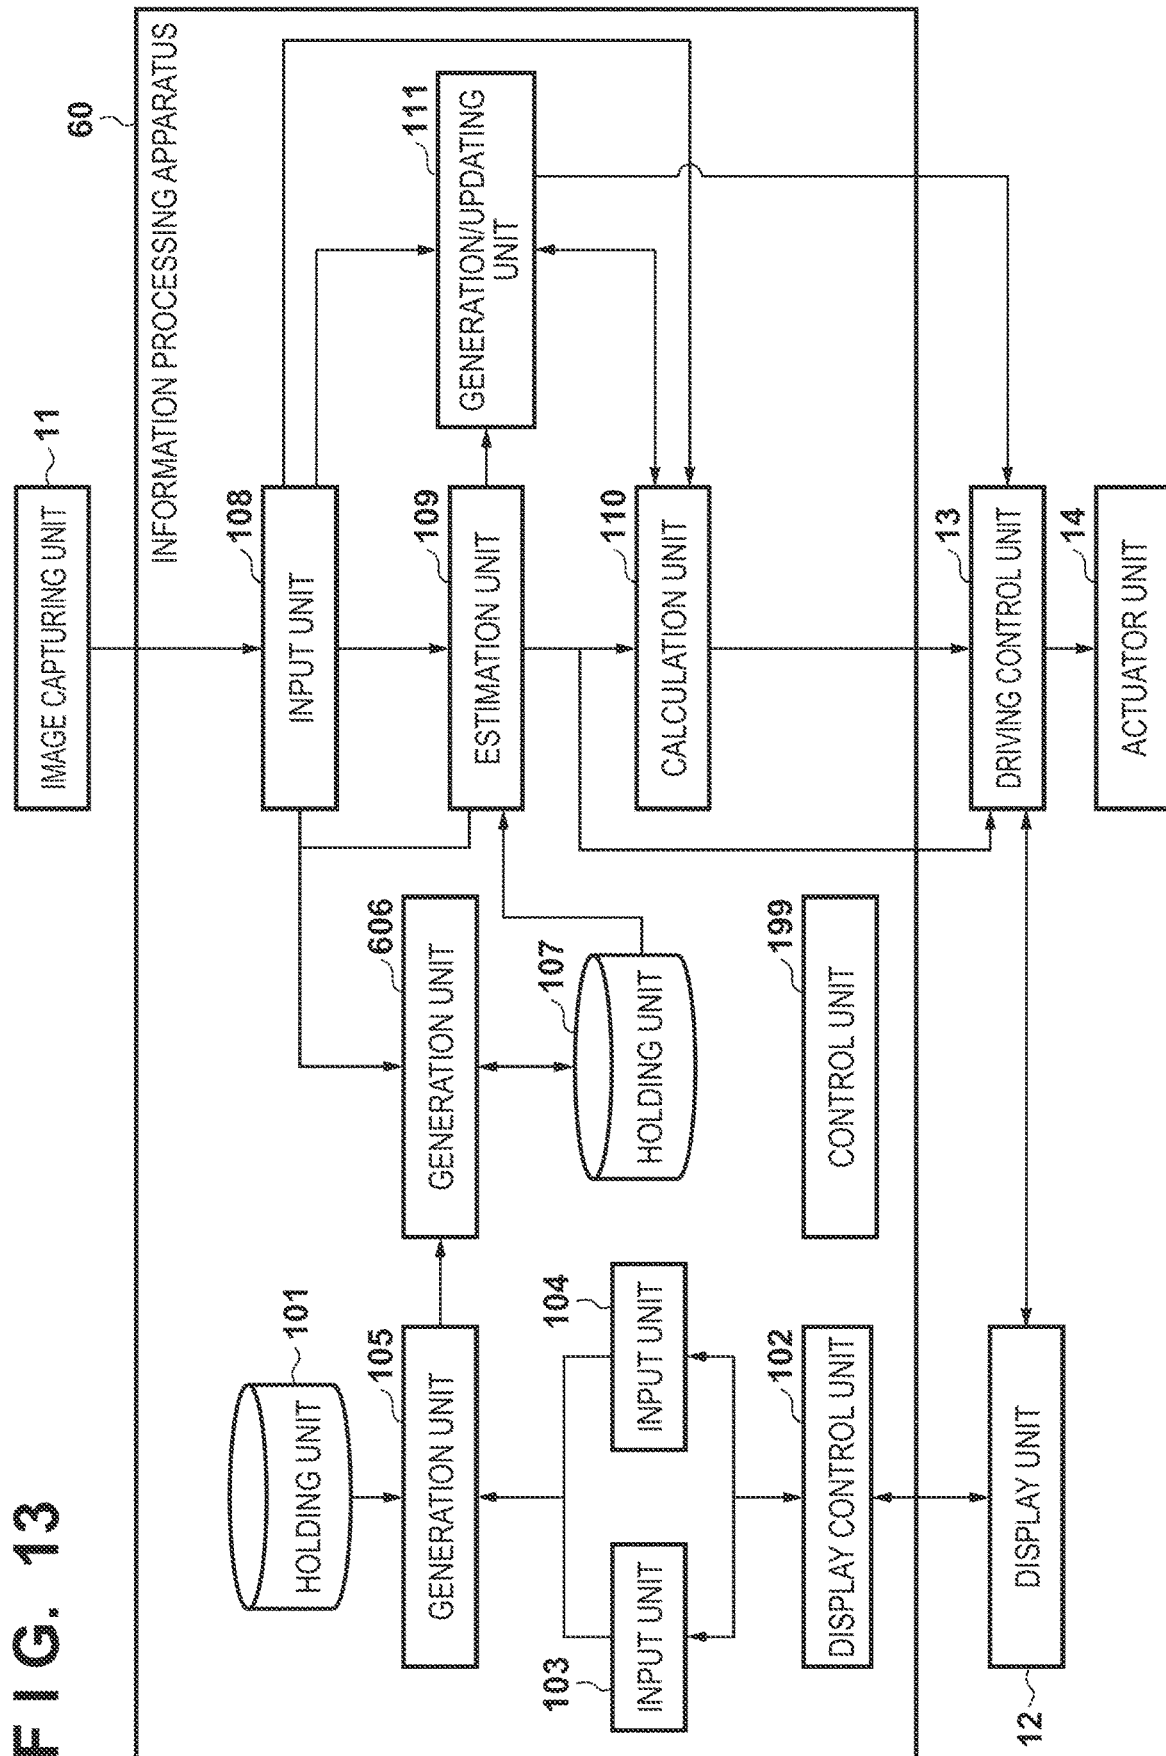 FIG. 13
60
INFORMATION PROCESSING APPARATUS
11
IMAGE CAPTURING UNIT
101
HOLDING UNIT
105
GENERATION UNIT
103
INPUT UNIT
104
INPUT UNIT
102
DISPLAY CONTROL UNIT
12
DISPLAY UNIT
606
GENERATION UNIT
107
HOLDING UNIT
199
CONTROL UNIT
108
INPUT UNIT
109
ESTIMATION UNIT
110
CALCULATION UNIT
111
GENERATION/UPDATING
UNIT
13
DRIVING CONTROL UNIT
14
ACTUATOR UNIT